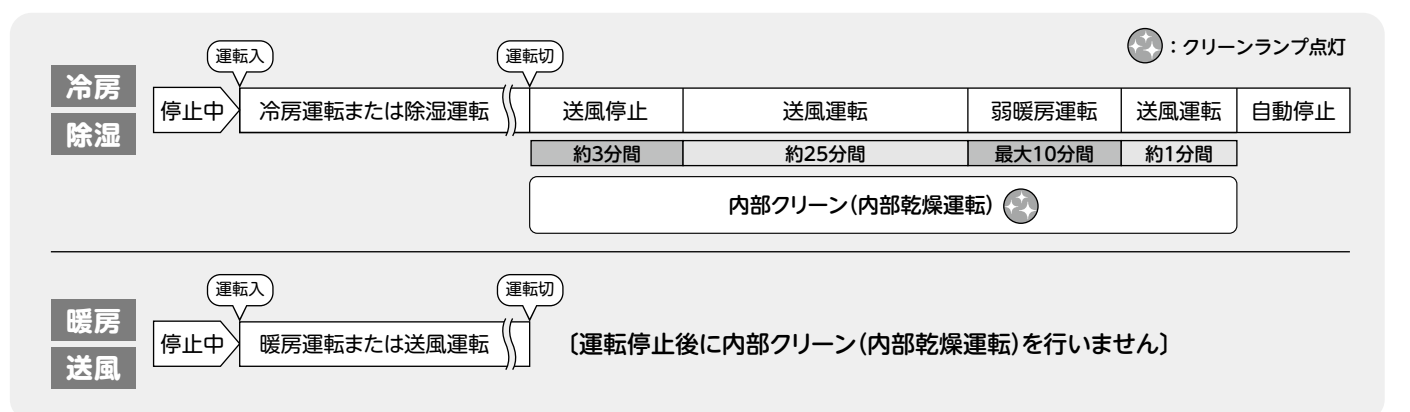 :クリーンランプ点灯
冷房
除湿
運転入
運転切
停止中 冷房運転または除湿運転 送風停止 送風運転 弱暖房運転 送風運転 自動停止
約3分間 約25分間 最大10分間 約1分間
内部クリーン(内部乾燥運転)
暖房
送風
運転入
運転切
停止中 暖房運転または送風運転 〔運転停止後に内部クリーン(内部乾燥運転)を行いません〕